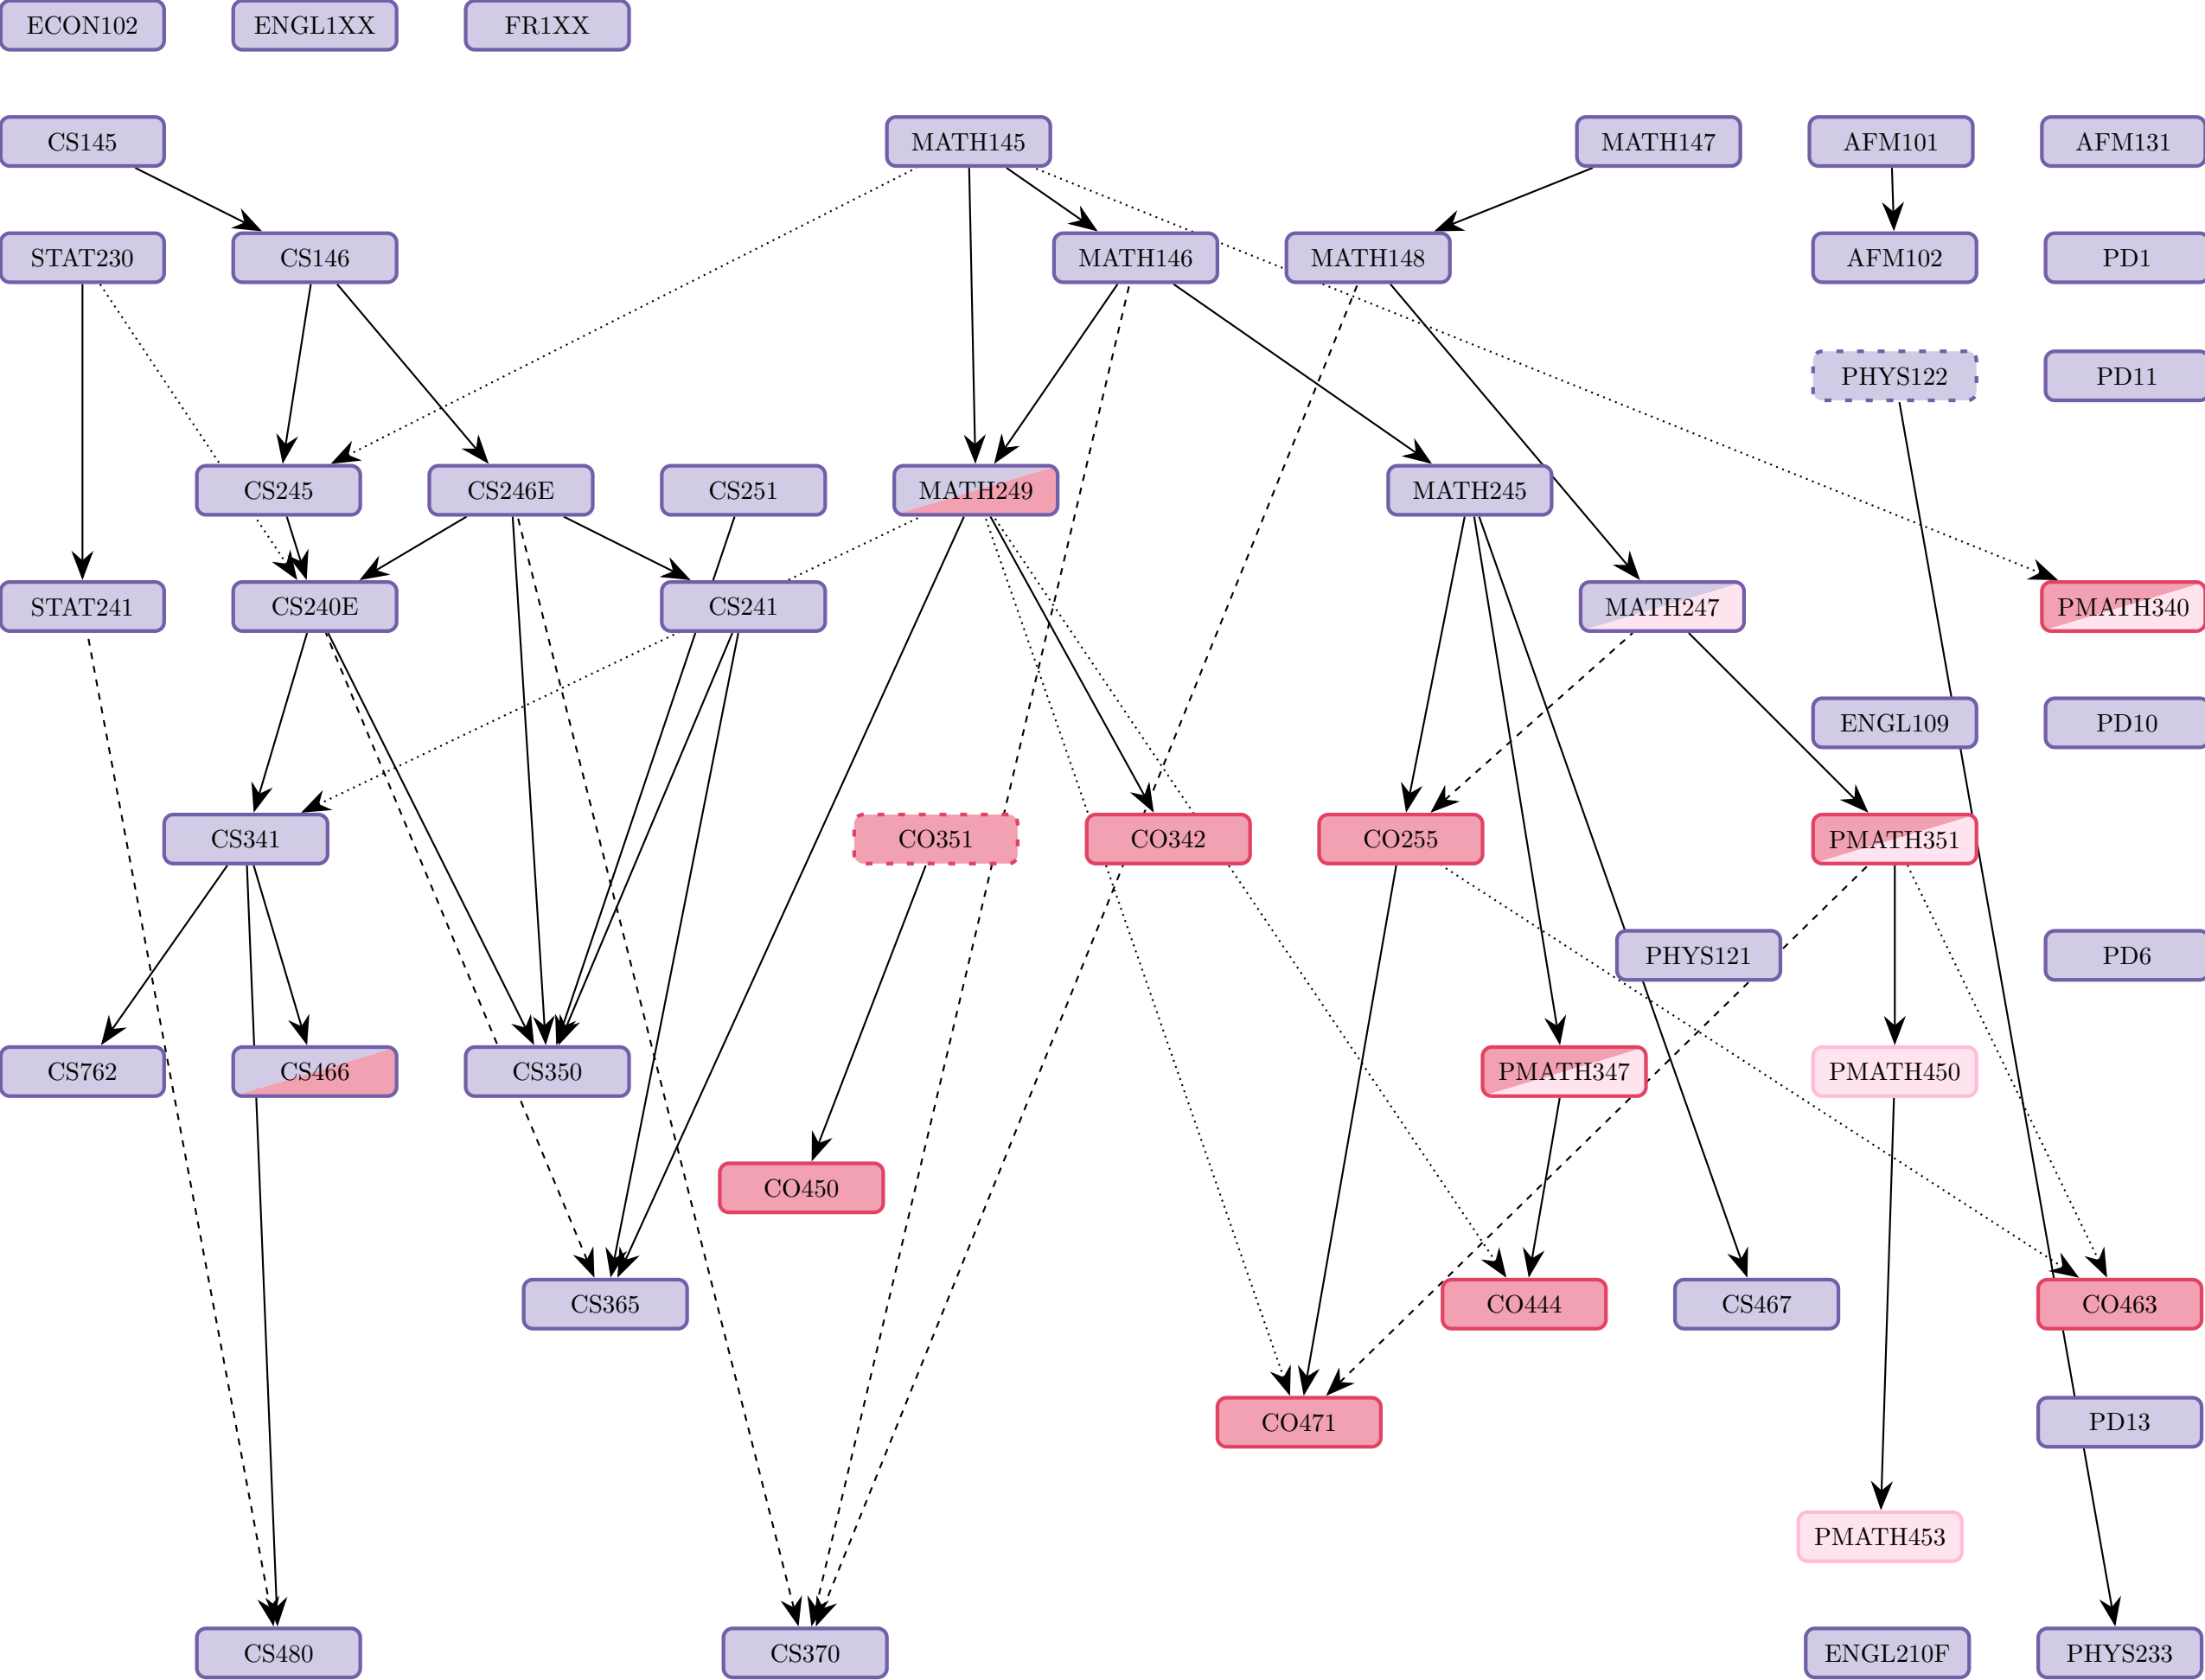 ECON102
ENGL1XX
FR1XX
CS145
MATH145
MATH147
AFM101
AFM131
STAT230
CS146
MATH146
MATH148
AFM102
PD1
PHYS122
PD11
CS245
CS246E
CS251
MATH249
MATH245
STAT241
CS240E
CS241
MATH247
PMATH340
ENGL109
PD10
CS341
CO351
CO342
CO255
PMATH351
PHYS121
PD6
CS762
CS466
CS350
PMATH347
PMATH450
CO450
CS365
CO444
CS467
CO463
CO471
PD13
PMATH453
CS480
CS370
ENGL210F
PHYS233